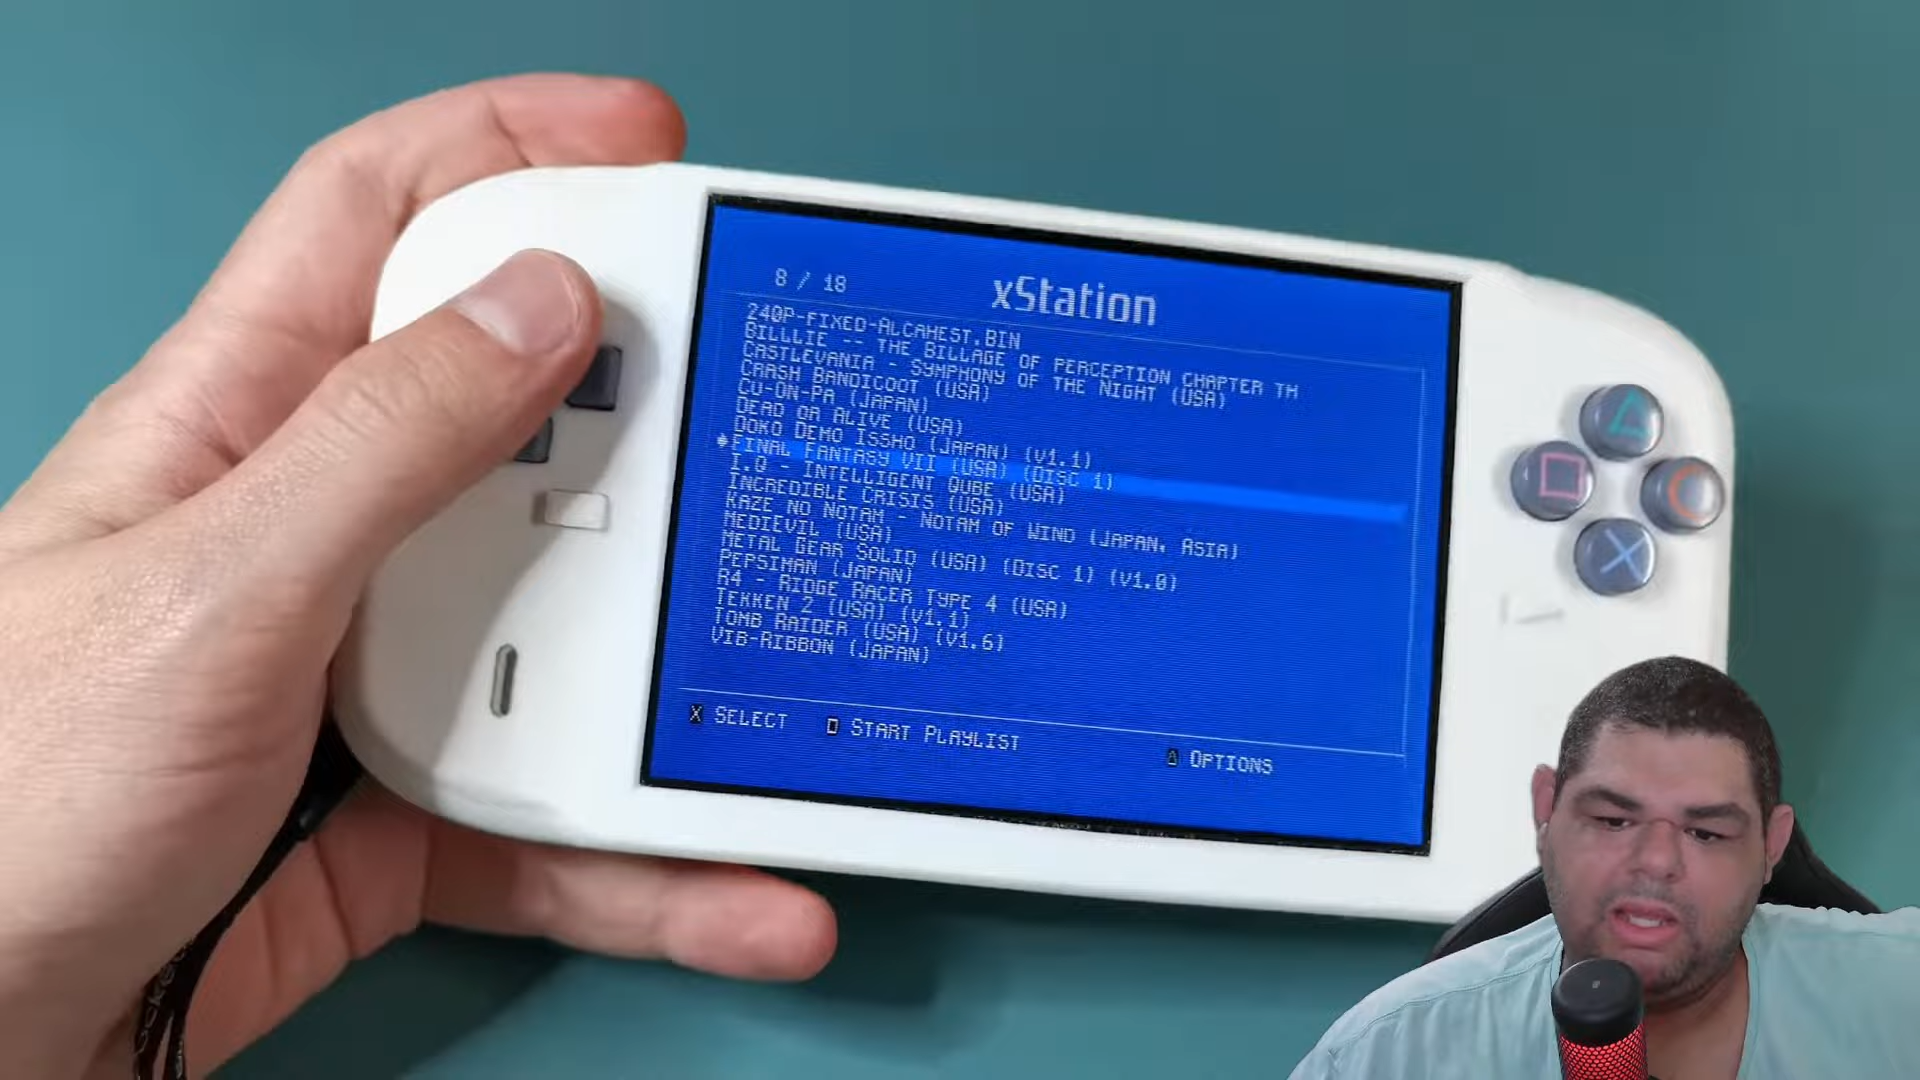 8 / 18
xStation
240P-FIXED-ALCAHEST.BIN
BILLLIE -- THE BILLAGE OF PERCEPTION CHAPTER TH
CASTLEVANIA - SYMPHONY OF THE NIGHT (USA)
CRASH BANDICOOT (USA)
CU-ON-PA (JAPAN)
DEAD OR ALIVE (USA)
DOKO DEMO ISSHO (JAPAN) (V1.1)
FINAL FANTASY VII (USA) (DISC 1)
I.Q - INTELLIGENT QUBE (USA)
INCREDIBLE CRISIS (USA)
KAZE NO NOTAM - NOTAM OF WIND (JAPAN, ASIA)
MEDIEVIL (USA)
METAL GEAR SOLID (USA) (DISC 1) (V1.0)
PEPSIMAN (JAPAN)
R4 - RIDGE RACER TYPE 4 (USA)
TEKKEN 2 (USA) (V1.1)
TOMB RAIDER (USA) (V1.6)
VIB-RIBBON (JAPAN)
X SELECT
START PLAYLIST
OPTIONS